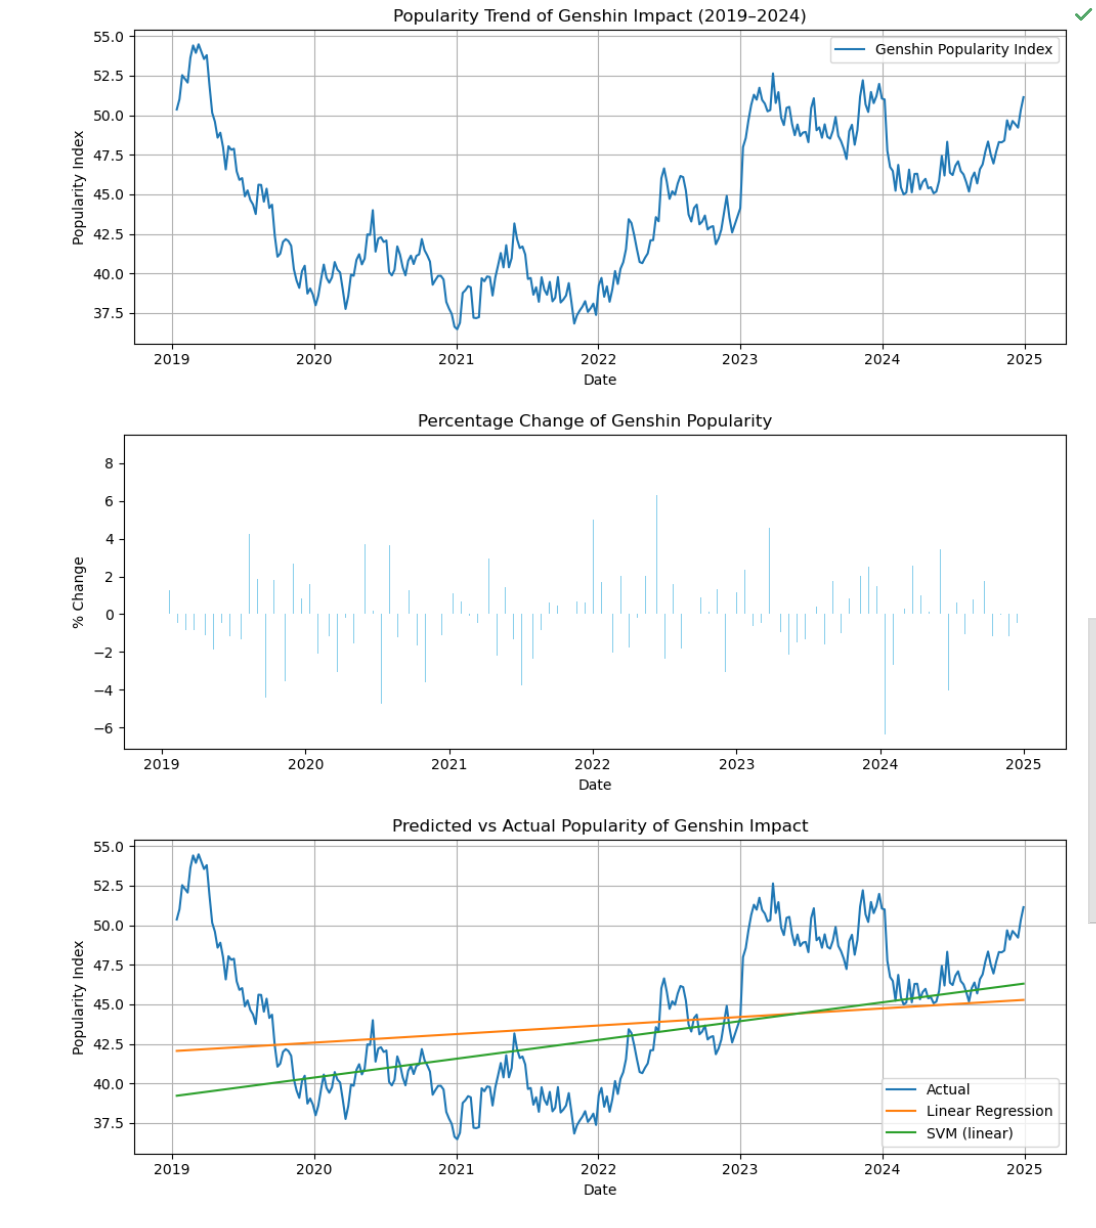 Popularity Trend of Genshin Impact (2019–2024)
Genshin Popularity Index
Popularity Index
55.0
52.5
50.0
47.5
45.0
42.5
40.0
37.5
2019 2020 2021 2022 2023 2024 2025
Date
Percentage Change of Genshin Popularity
% Change
8
6
4
2
0
−2
−4
−6
2019 2020 2021 2022 2023 2024 2025
Date
Predicted vs Actual Popularity of Genshin Impact
Popularity Index
55.0
52.5
50.0
47.5
45.0
42.5
40.0
37.5
Actual
Linear Regression
SVM (linear)
2019 2020 2021 2022 2023 2024 2025
Date